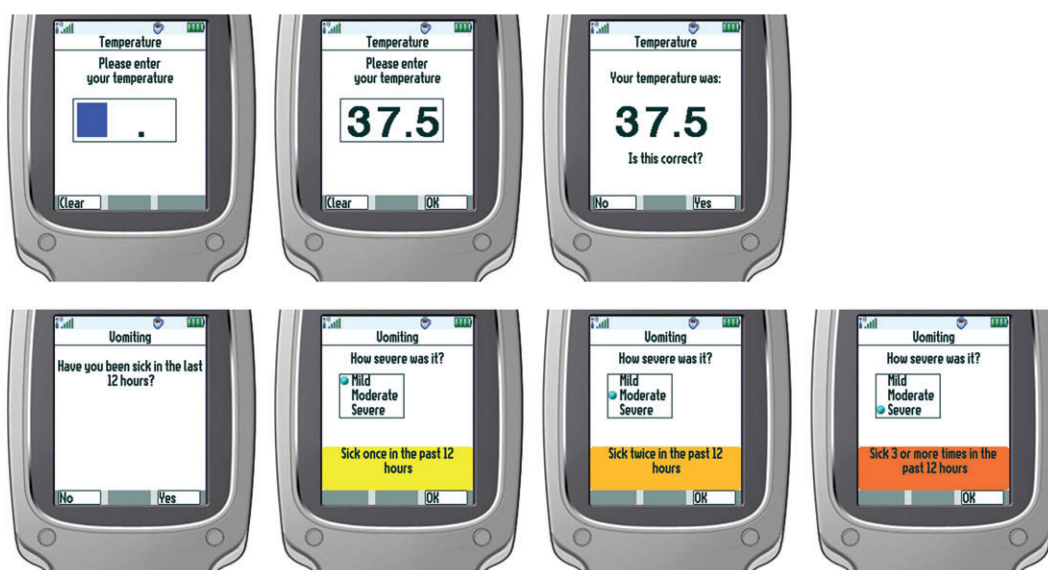 Temperature
Please enter
your temperature
.
Clear
Temperature
Please enter
your temperature
37.5
Clear
OK
Temperature
Your temperature was:
37.5
Is this correct?
No
Yes
Vomiting
Have you been sick in the last
12 hours?
No
Yes
Vomiting
How severe was it?
Mild
Moderate
Severe
Sick once in the past 12
hours
OK
Vomiting
How severe was it?
Mild
Moderate
Severe
Sick twice in the past 12
hours
OK
Vomiting
How severe was it?
Mild
Moderate
Severe
Sick 3 or more times in the
past 12 hours
OK